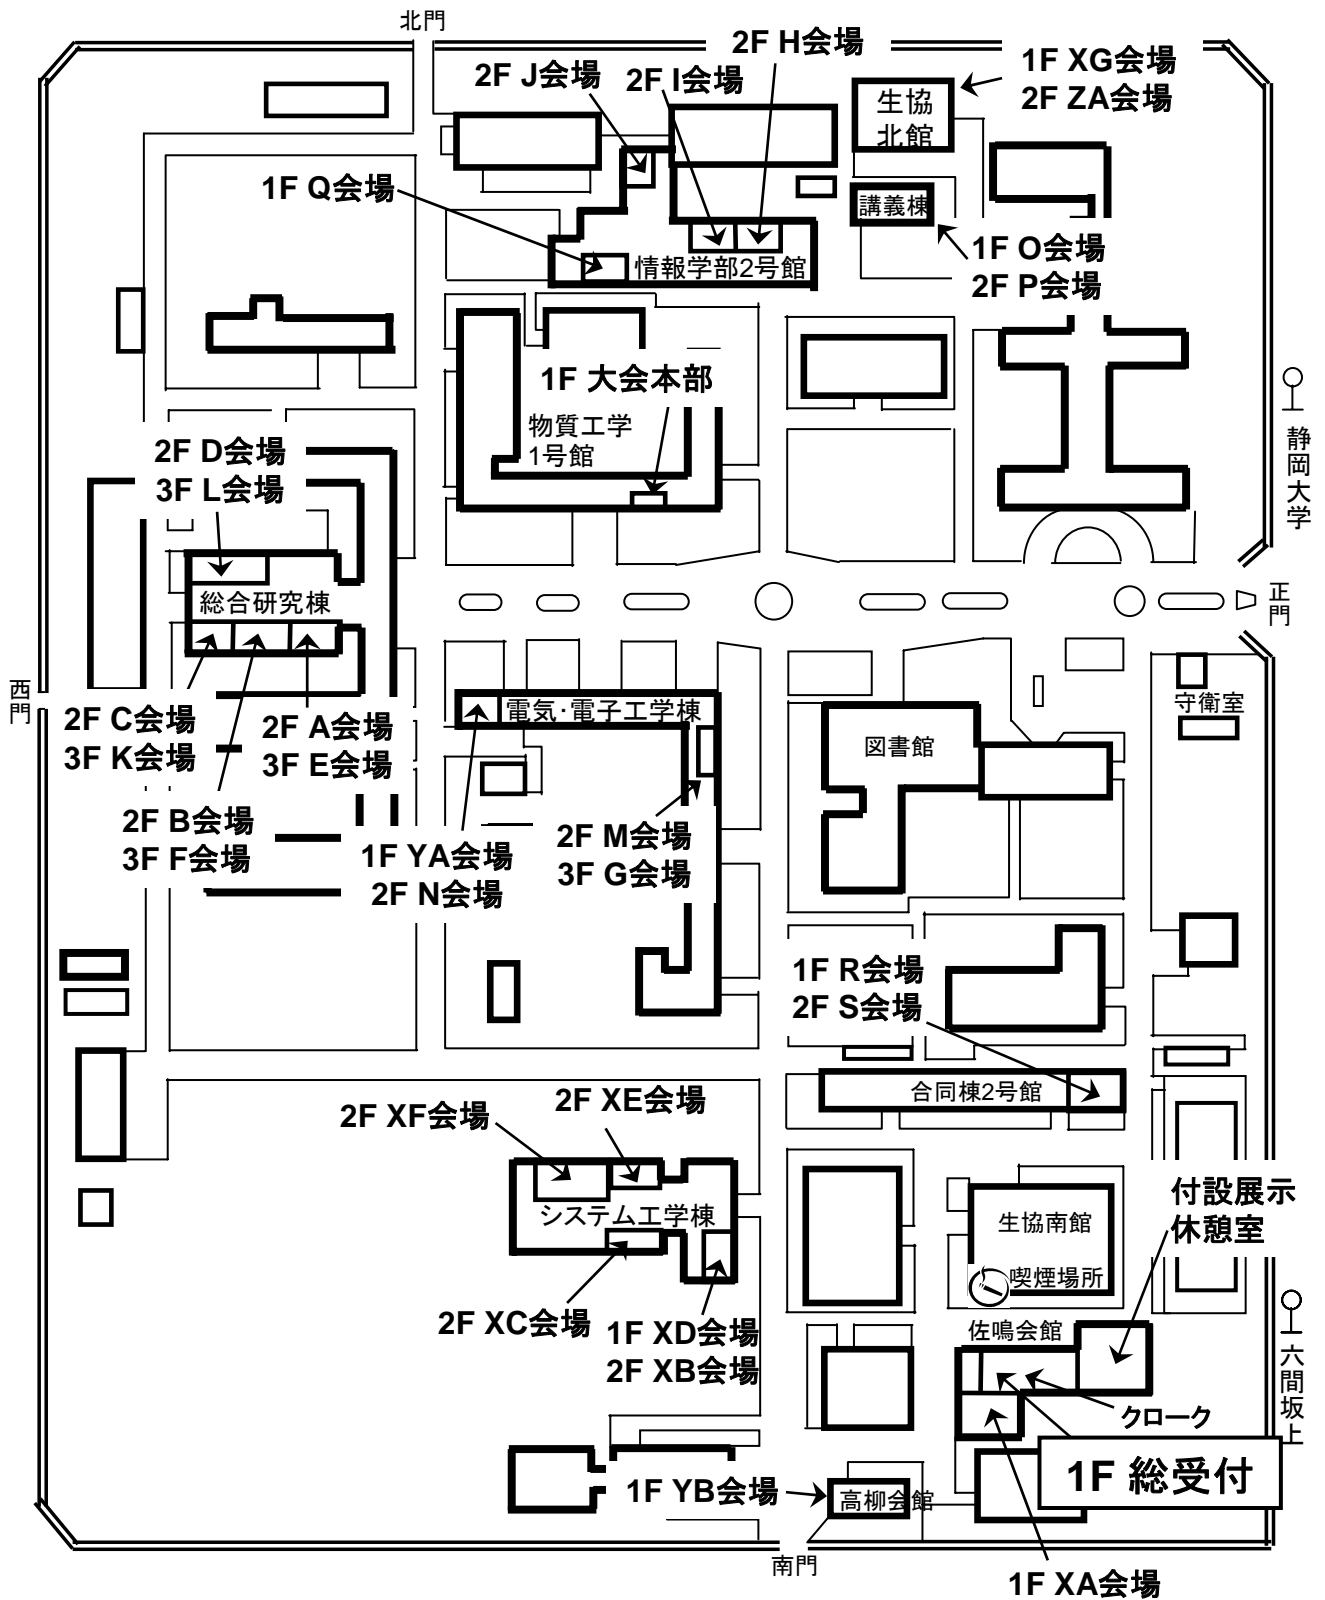 北門
2F H会場
2F J会場
2F I会場
1F XG会場
2F ZA会場
生協
北館
1F Q会場
講義棟
情報学部2号館
1F O会場
2F P会場
1F 大会本部
物質工学
1号館
静岡大学
2F D会場
3F L会場
総合研究棟
正門
西門
2F C会場
3F K会場
2F A会場
3F E会場
2F B会場
3F F会場
電気·電子工学棟
1F YA会場
2F N会場
2F M会場
3F G会場
図書館
守衛室
1F R会場
2F S会場
合同棟2号館
2F XF会場
2F XE会場
システム工学棟
2F XC会場
1F XD会場
2F XB会場
付設展示
休憩室
生協南館
喫煙場所
佐鳴会館
六間坂上
クローク
1F 総受付
1F YB会場
高柳会館
南門
1F XA会場